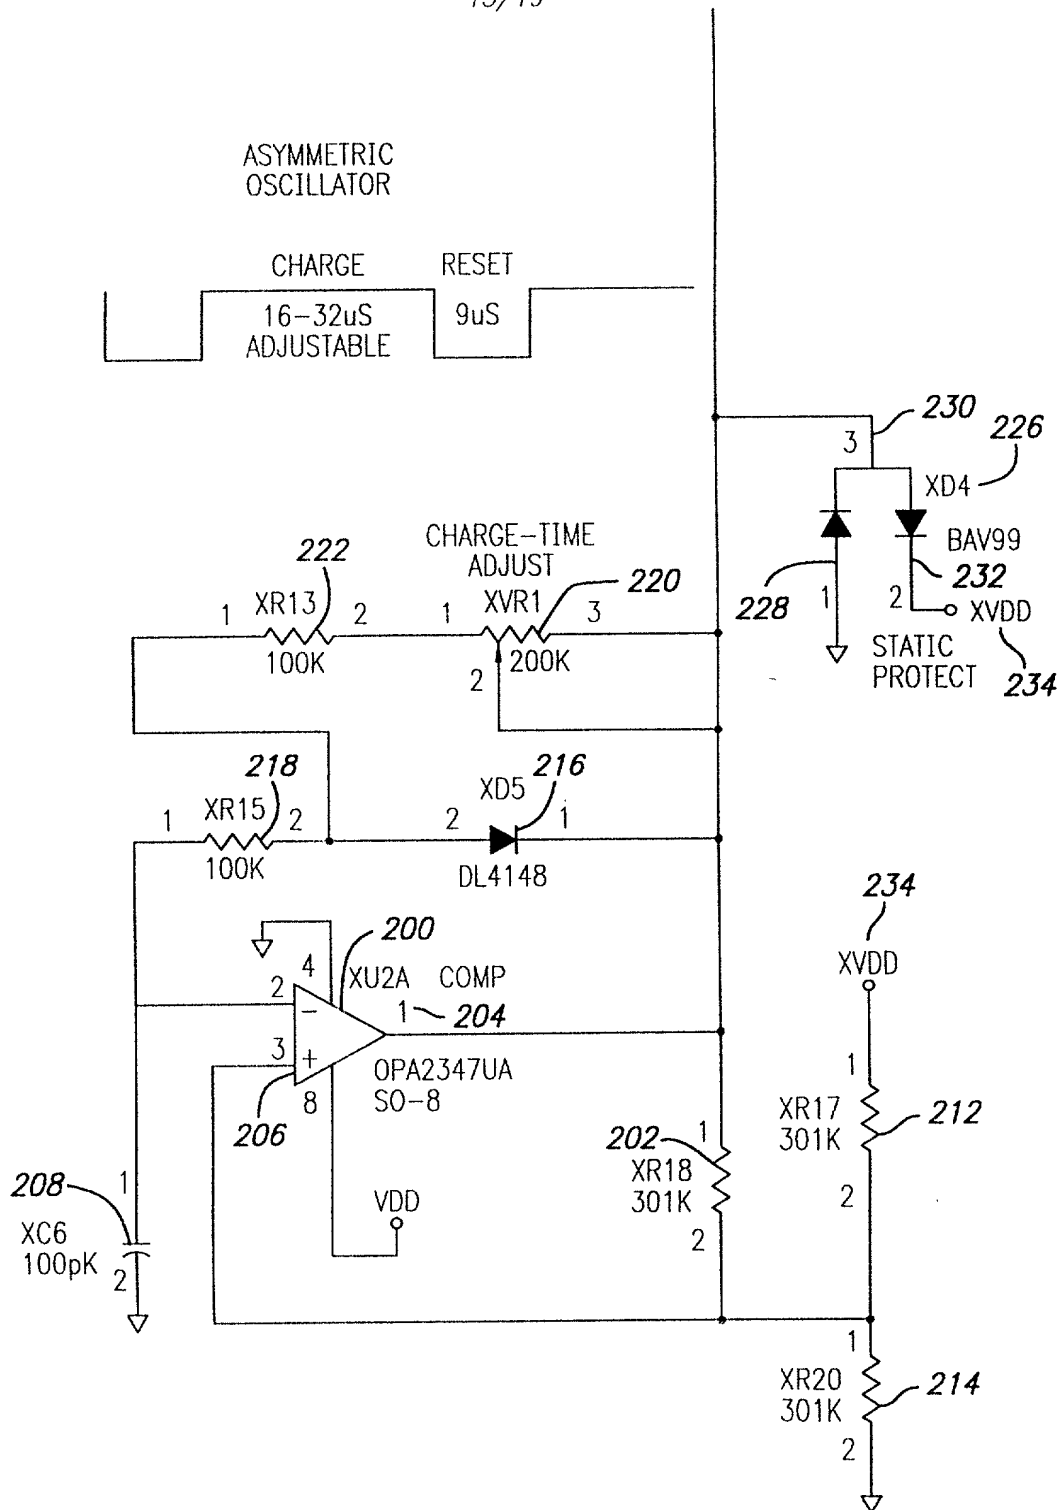 ASYMMETRIC
OSCILLATOR
CHARGE
RESET
16-32uS
ADJUSTABLE
9uS
230
3
226
XD4
BAV99
228
1
232
2
XVDD
STATIC
PROTECT
234
222
1
XR13
2
100K
CHARGE-TIME
ADJUST
XVR1
220
1
3
200K
2
218
XR15
1
2
100K
XD5
216
2
1
DL4148
4
200
XU2A COMP
2
−
1
204
3
+
OPA2347UA
SO-8
8
206
VDD
208
1
XC6
100pK
2
202
1
XR18
301K
2
234
XVDD
1
XR17
301K
212
2
1
XR20
301K
214
2